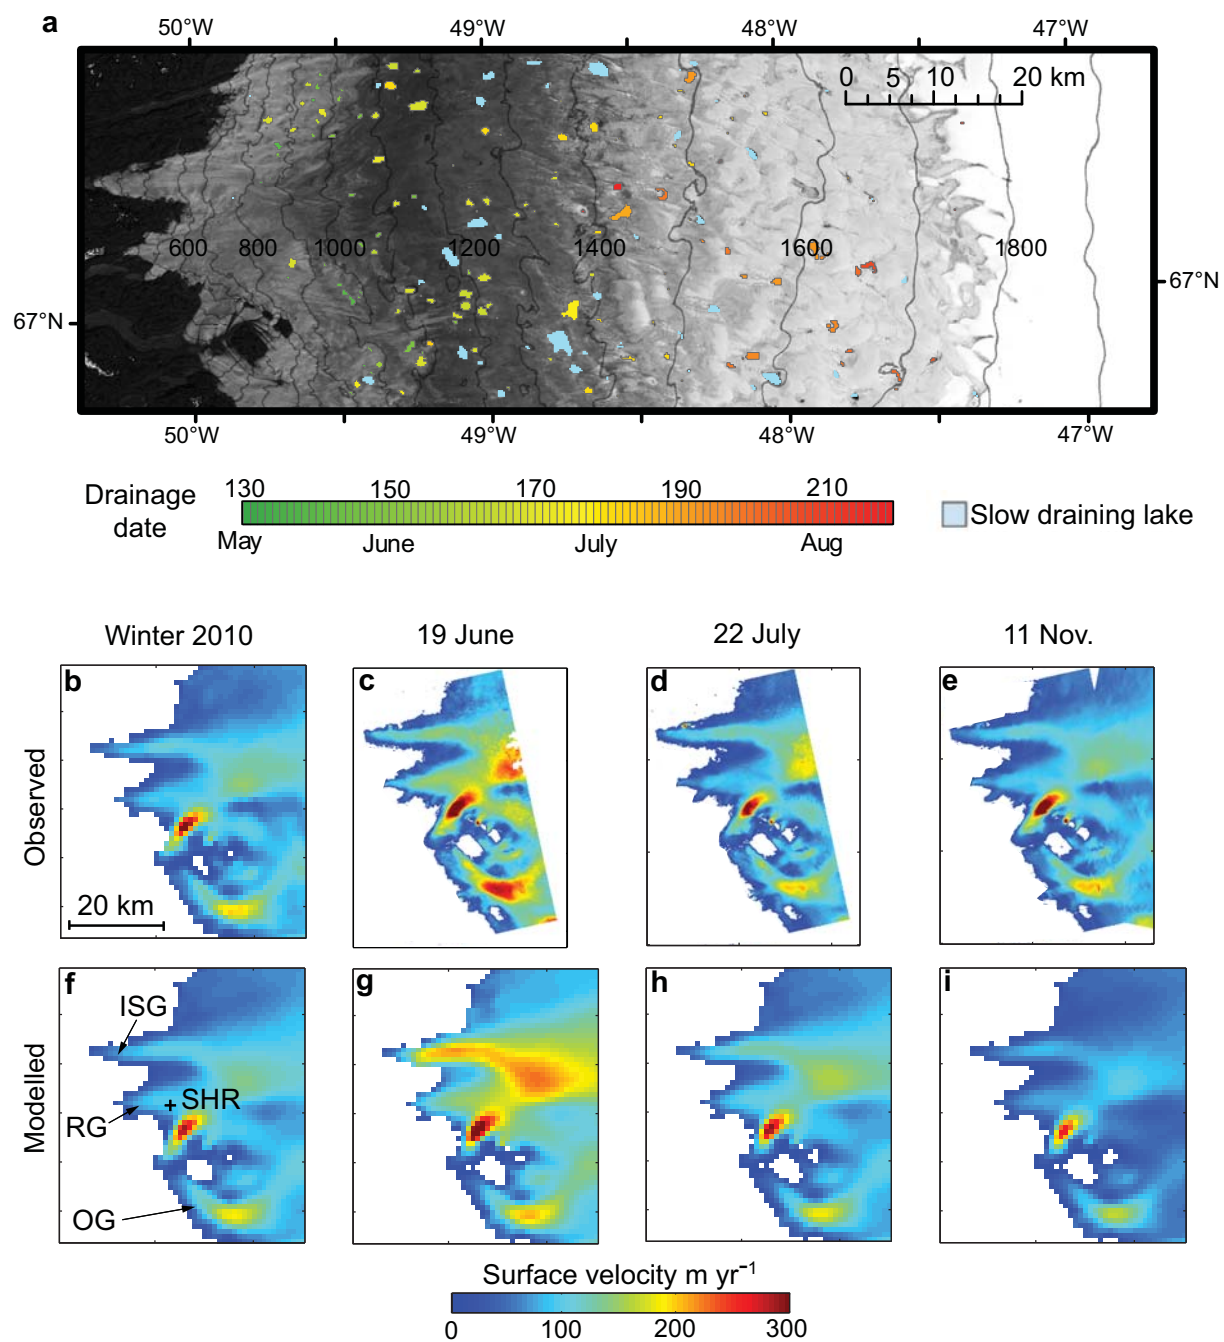 a
50°W 49°W 48°W 47°W
0 5 10 20 km
600 800 1000 1200 1400 1600 1800
67°N
67°N
50°W 49°W 48°W 47°W
Drainage date
130 150 170 190 210
May June July Aug
Slow draining lake
Winter 2010 19 June 22 July 11 Nov.
b c d e
Observed
20 km
f g h i
Modelled
ISG
SHR
RG
OG
Surface velocity m yr⁻¹
0 100 200 300